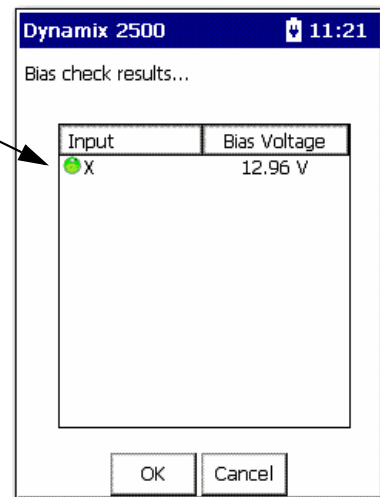 Dynamix 2500 11:21
Bias check results...
Input Bias Voltage
X 12.96 V
OK Cancel